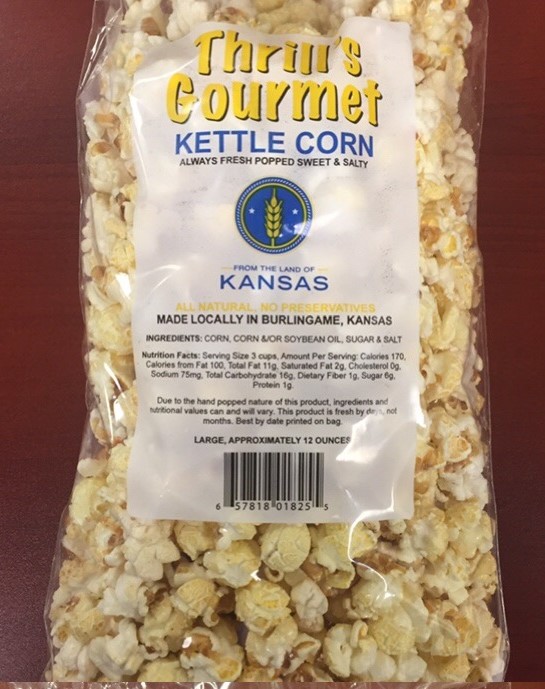 Thrill's
Gourmet
KETTLE CORN
ALWAYS FRESH POPPED SWEET & SALTY
FROM THE LAND OF
KANSAS
ALL NATURAL, NO PRESERVATIVES
MADE LOCALLY IN BURLINGAME, KANSAS
INGREDIENTS: CORN, CORN &/OR SOYBEAN OIL, SUGAR & SALT
Nutrition Facts: Serving Size 3 cups, Amount Per Serving: Calories 170,
Calories from Fat 100, Total Fat 11g, Saturated Fat 2g, Cholesterol 0g,
Sodium 75mg, Total Carbohydrate 16g, Dietary Fiber 1g, Sugar 6g,
Protein 1g.
Due to the hand popped nature of this product, ingredients and
nutritional values can and will vary. This product is fresh by days, not
months. Best by date printed on bag.
LARGE, APPROXIMATELY 12 OUNCES
6 57818 01825 5